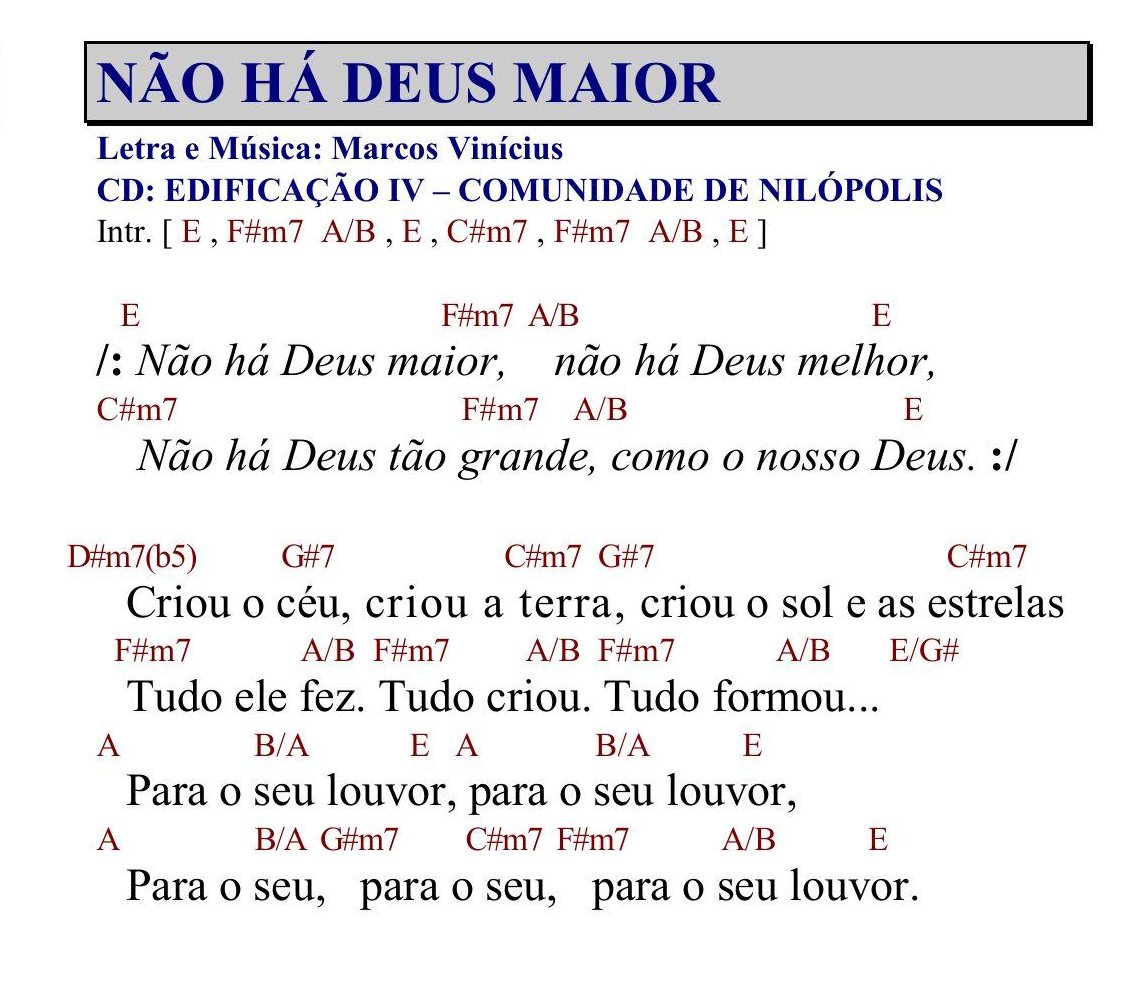 NÃO HÁ DEUS MAIOR
Letra e Música: Marcos Vinícius
CD: EDIFICAÇÃO IV – COMUNIDADE DE NILÓPOLIS
Intr. [ E , F#m7 A/B , E , C#m7 , F#m7 A/B , E ]
E F#m7 A/B E
/: Não há Deus maior, não há Deus melhor,
C#m7 F#m7 A/B E
Não há Deus tão grande, como o nosso Deus. :/
D#m7(b5) G#7 C#m7 G#7 C#m7
Criou o céu, criou a terra, criou o sol e as estrelas
F#m7 A/B F#m7 A/B F#m7 A/B E/G#
Tudo ele fez. Tudo criou. Tudo formou...
A B/A E A B/A E
Para o seu louvor, para o seu louvor,
A B/A G#m7 C#m7 F#m7 A/B E
Para o seu, para o seu, para o seu louvor.